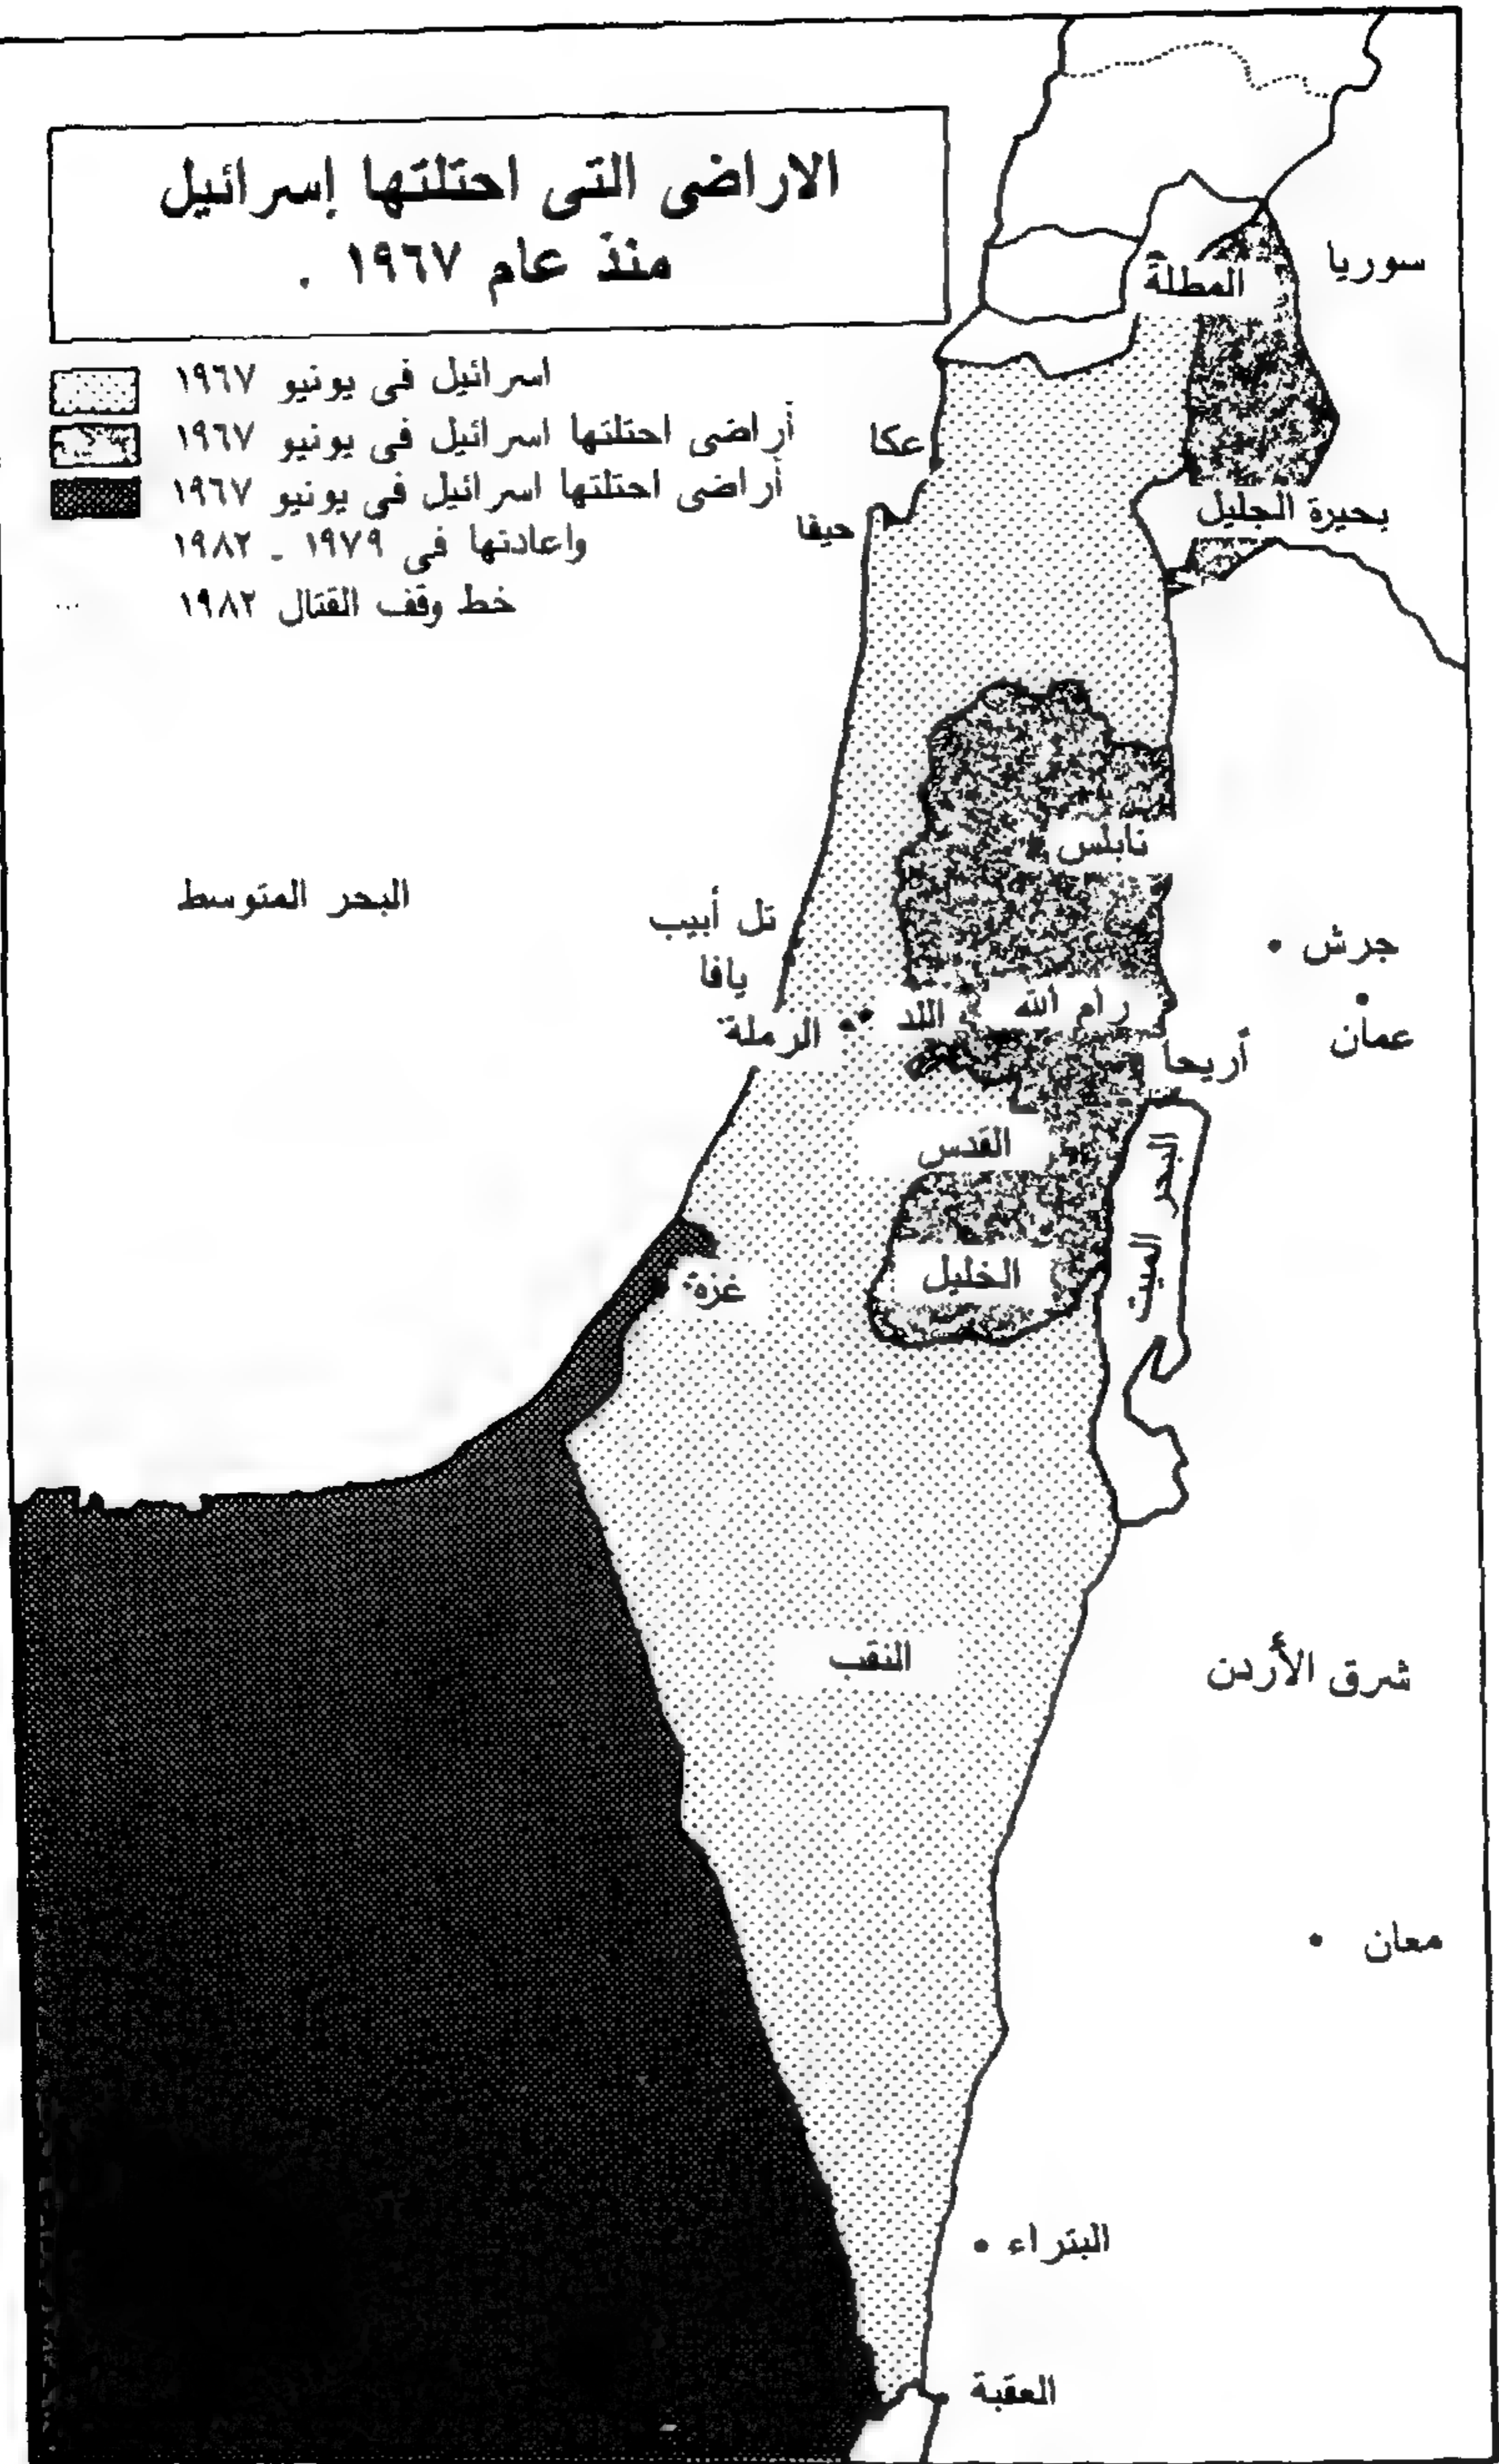 الاراضى التى احتلتها إسرائيل
منذ عام ١٩٦٧ .
اسرائيل فى يونيو ١٩٦٧
أراضى احتلتها اسرائيل فى يونيو ١٩٦٧
أراضى احتلتها اسرائيل فى يونيو ١٩٦٧
واعادتها فى ١٩٧٩ - ١٩٨٢
خط وقف القتال ١٩٨٢
سوريا
المطلة
عكا
حيفا
بحيرة الجليل
نابلس
البحر المتوسط
تل أبيب
يافا
جرش
رام الله
اللد
الرملة
عمان
أريحا
القدس
البحر الميت
الخليل
غزة
النقب
شرق الأردن
معان
البتراء
العقبة